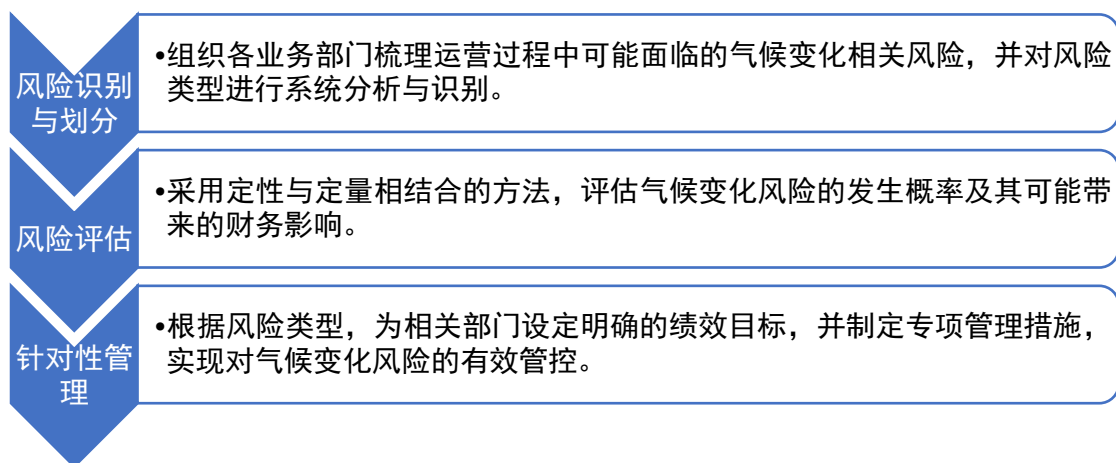 风险识别
与划分
•组织各业务部门梳理运营过程中可能面临的气候变化相关风险，并对风险
类型进行系统分析与识别。
风险评估
•采用定性与定量相结合的方法，评估气候变化风险的发生概率及其可能带
来的财务影响。
针对性管
理
•根据风险类型，为相关部门设定明确的绩效目标，并制定专项管理措施，
实现对气候变化风险的有效管控。